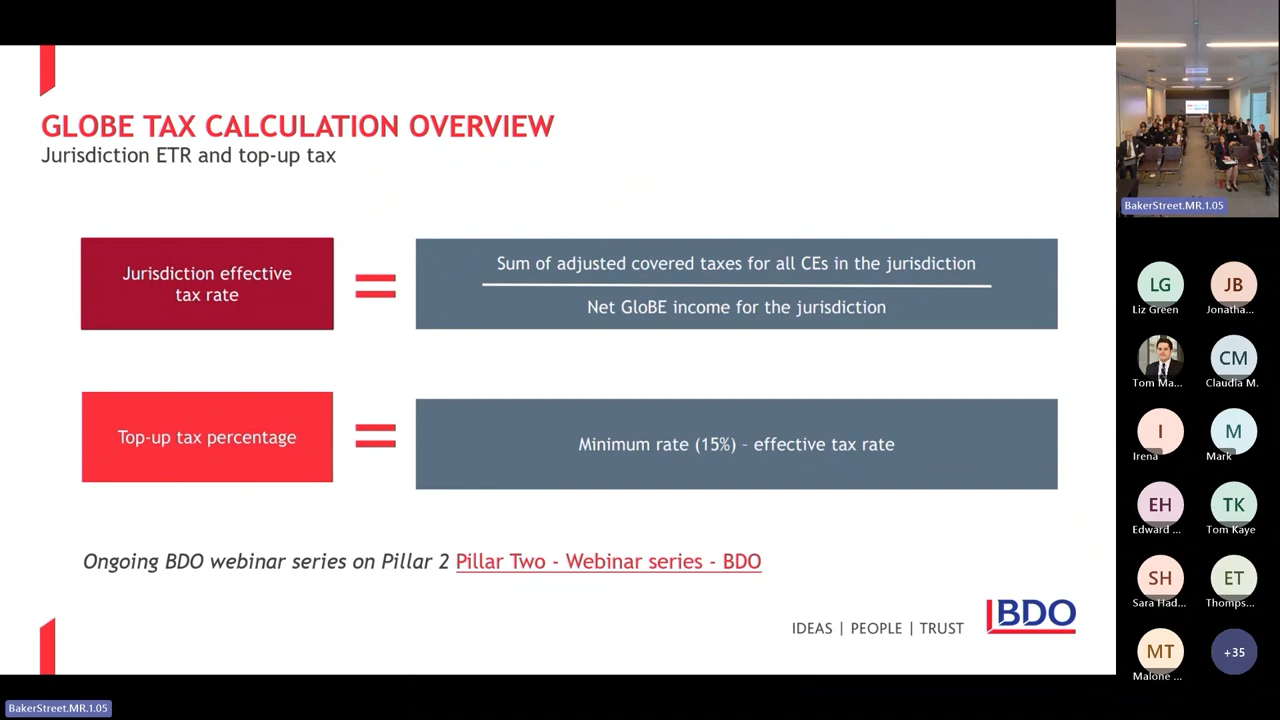 GLOBE TAX CALCULATION OVERVIEW
Jurisdiction ETR and top-up tax
Jurisdiction effective
tax rate
=
Sum of adjusted covered taxes for all CEs in the jurisdiction
Net GloBE income for the jurisdiction
Top-up tax percentage
=
Minimum rate (15%) - effective tax rate
Ongoing BDO webinar series on Pillar 2 Pillar Two - Webinar series - BDO
IDEAS | PEOPLE | TRUST
BDO
BakerStreet.MR.1.05
BakerStreet.MR.1.05
LG
Liz Green
JB
Jonatha...
Tom Ma...
CM
Claudia M.
I
Irena
M
Mark
EH
Edward ...
TK
Tom Kaye
SH
Sara Had...
ET
Thomps...
MT
Malone ...
+35